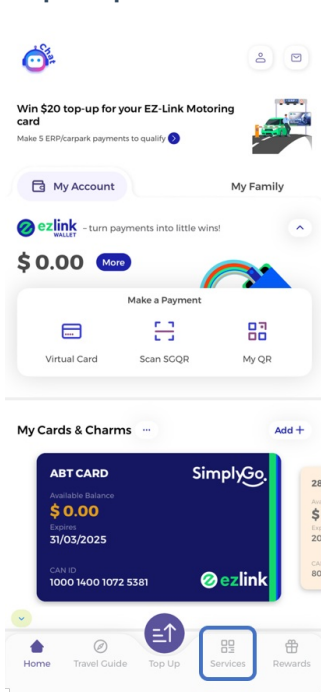 Chat
Win $20 top-up for your EZ-Link Motoring
card
Make 5 ERP/carpark payments to qualify
My Account
My Family
ezlink
WALLET
- turn payments into little wins!
$ 0.00
More
Make a Payment
Virtual Card
Scan SGQR
My QR
My Cards & Charms
...
Add +
ABT CARD
SimplyGo.
Available Balance
$ 0.00
Expires
31/03/2025
CAN ID
1000 1400 1072 5381
ezlink
28
$
20
80
Home
Travel Guide
Top Up
Services
Rewards